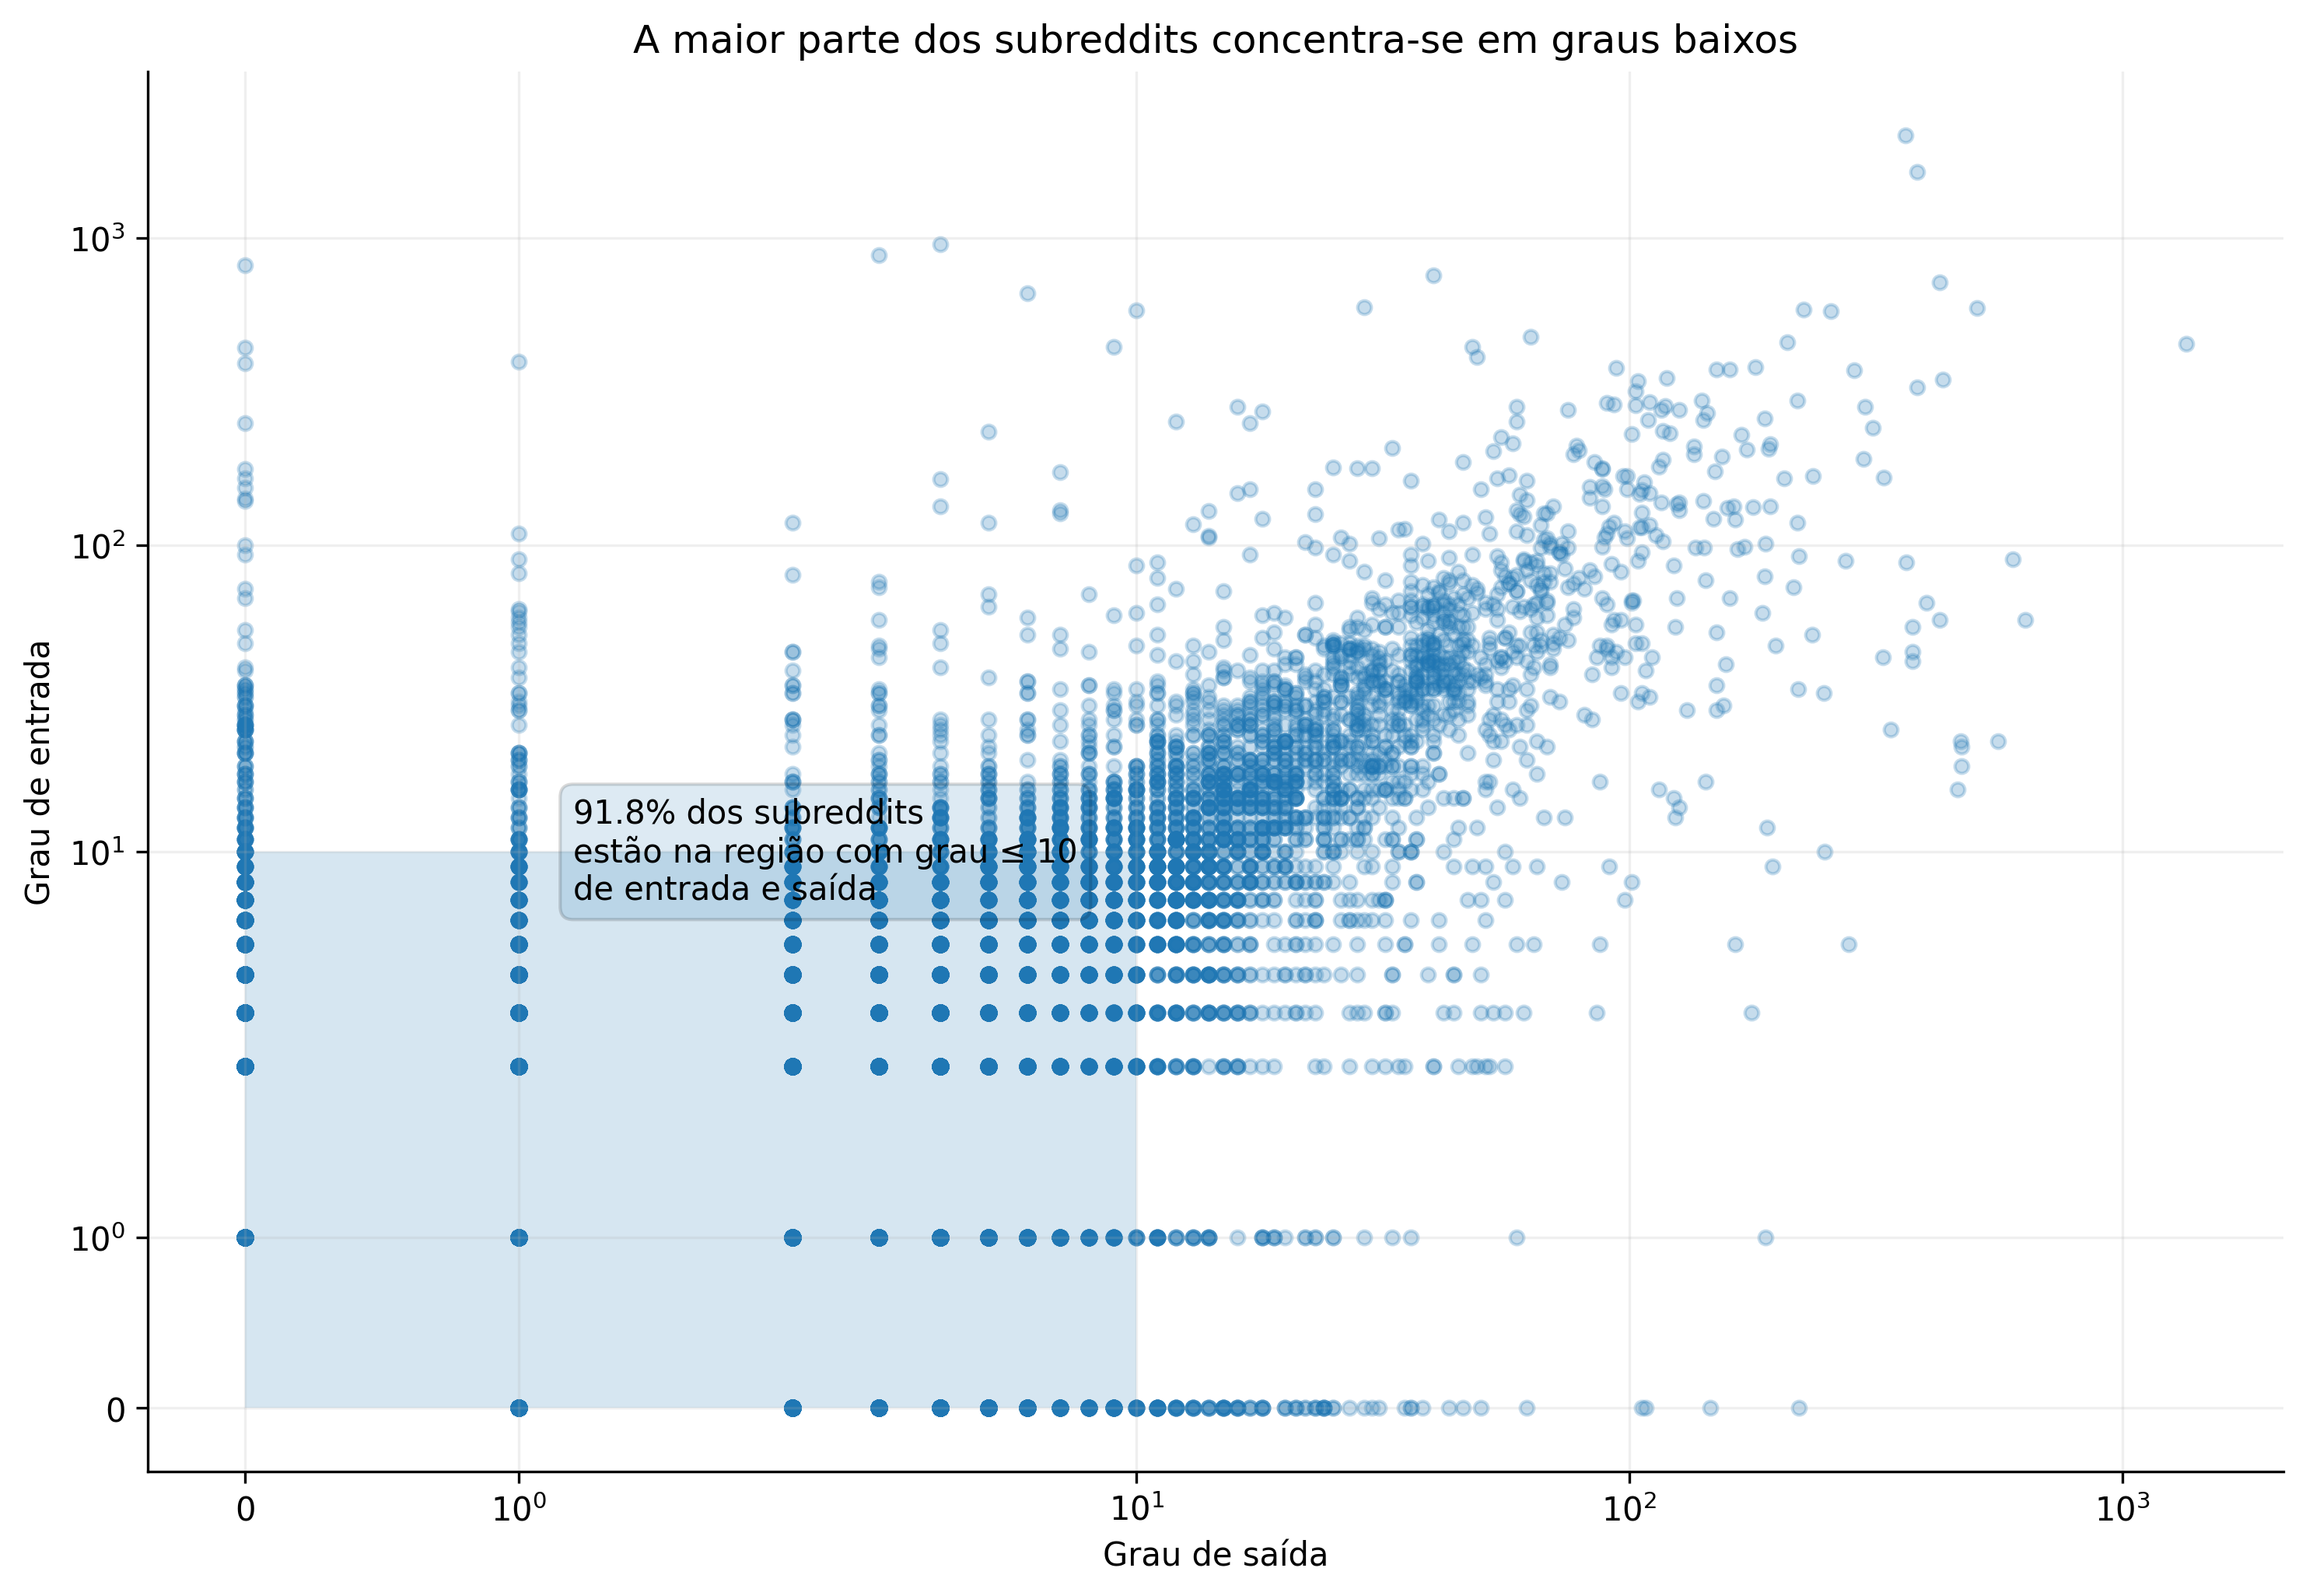 A maior parte dos subreddits concentra-se em graus baixos
Grau de entrada
10³
10²
10¹
10⁰
0
91.8% dos subreddits
estão na região com grau ≤ 10
de entrada e saída
0
10⁰
10¹
10²
10³
Grau de saída